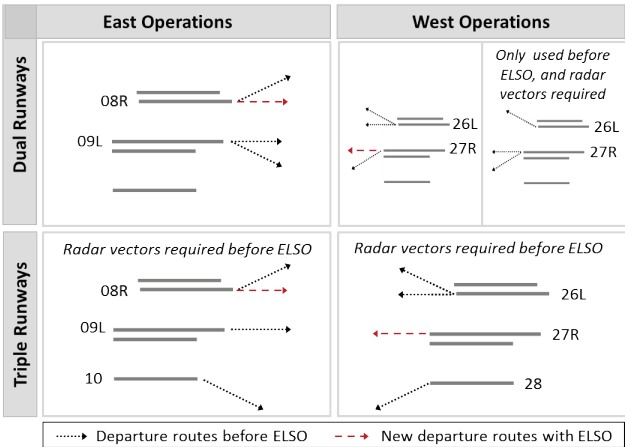 East Operations
West Operations
Dual Runways
08R
09L
26L
27R
Only used before
ELSO, and radar
vectors required
26L
27R
Triple Runways
Radar vectors required before ELSO
08R
09L
10
Radar vectors required before ELSO
26L
27R
28
Departure routes before ELSO
New departure routes with ELSO